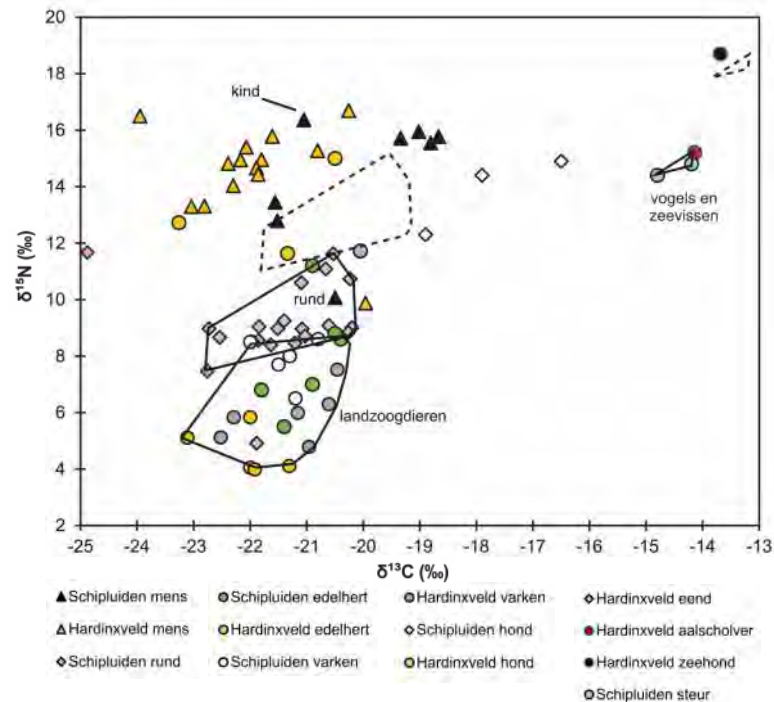 20
18
16
14
12
10
8
6
4
2
δ¹⁵N (‰)
kind
vogels en
zeevissen
rund
landzoogdieren
-25 -24 -23 -22 -21 -20 -19 -18 -17 -16 -15 -14 -13
δ¹³C (‰)
Schipluiden mens
Schipluiden edelhert
Hardinxveld varken
Hardinxveld eend
Hardinxveld mens
Hardinxveld edelhert
Schipluiden hond
Hardinxveld aalscholver
Schipluiden rund
Schipluiden varken
Hardinxveld hond
Hardinxveld zeehond
Schipluiden steur